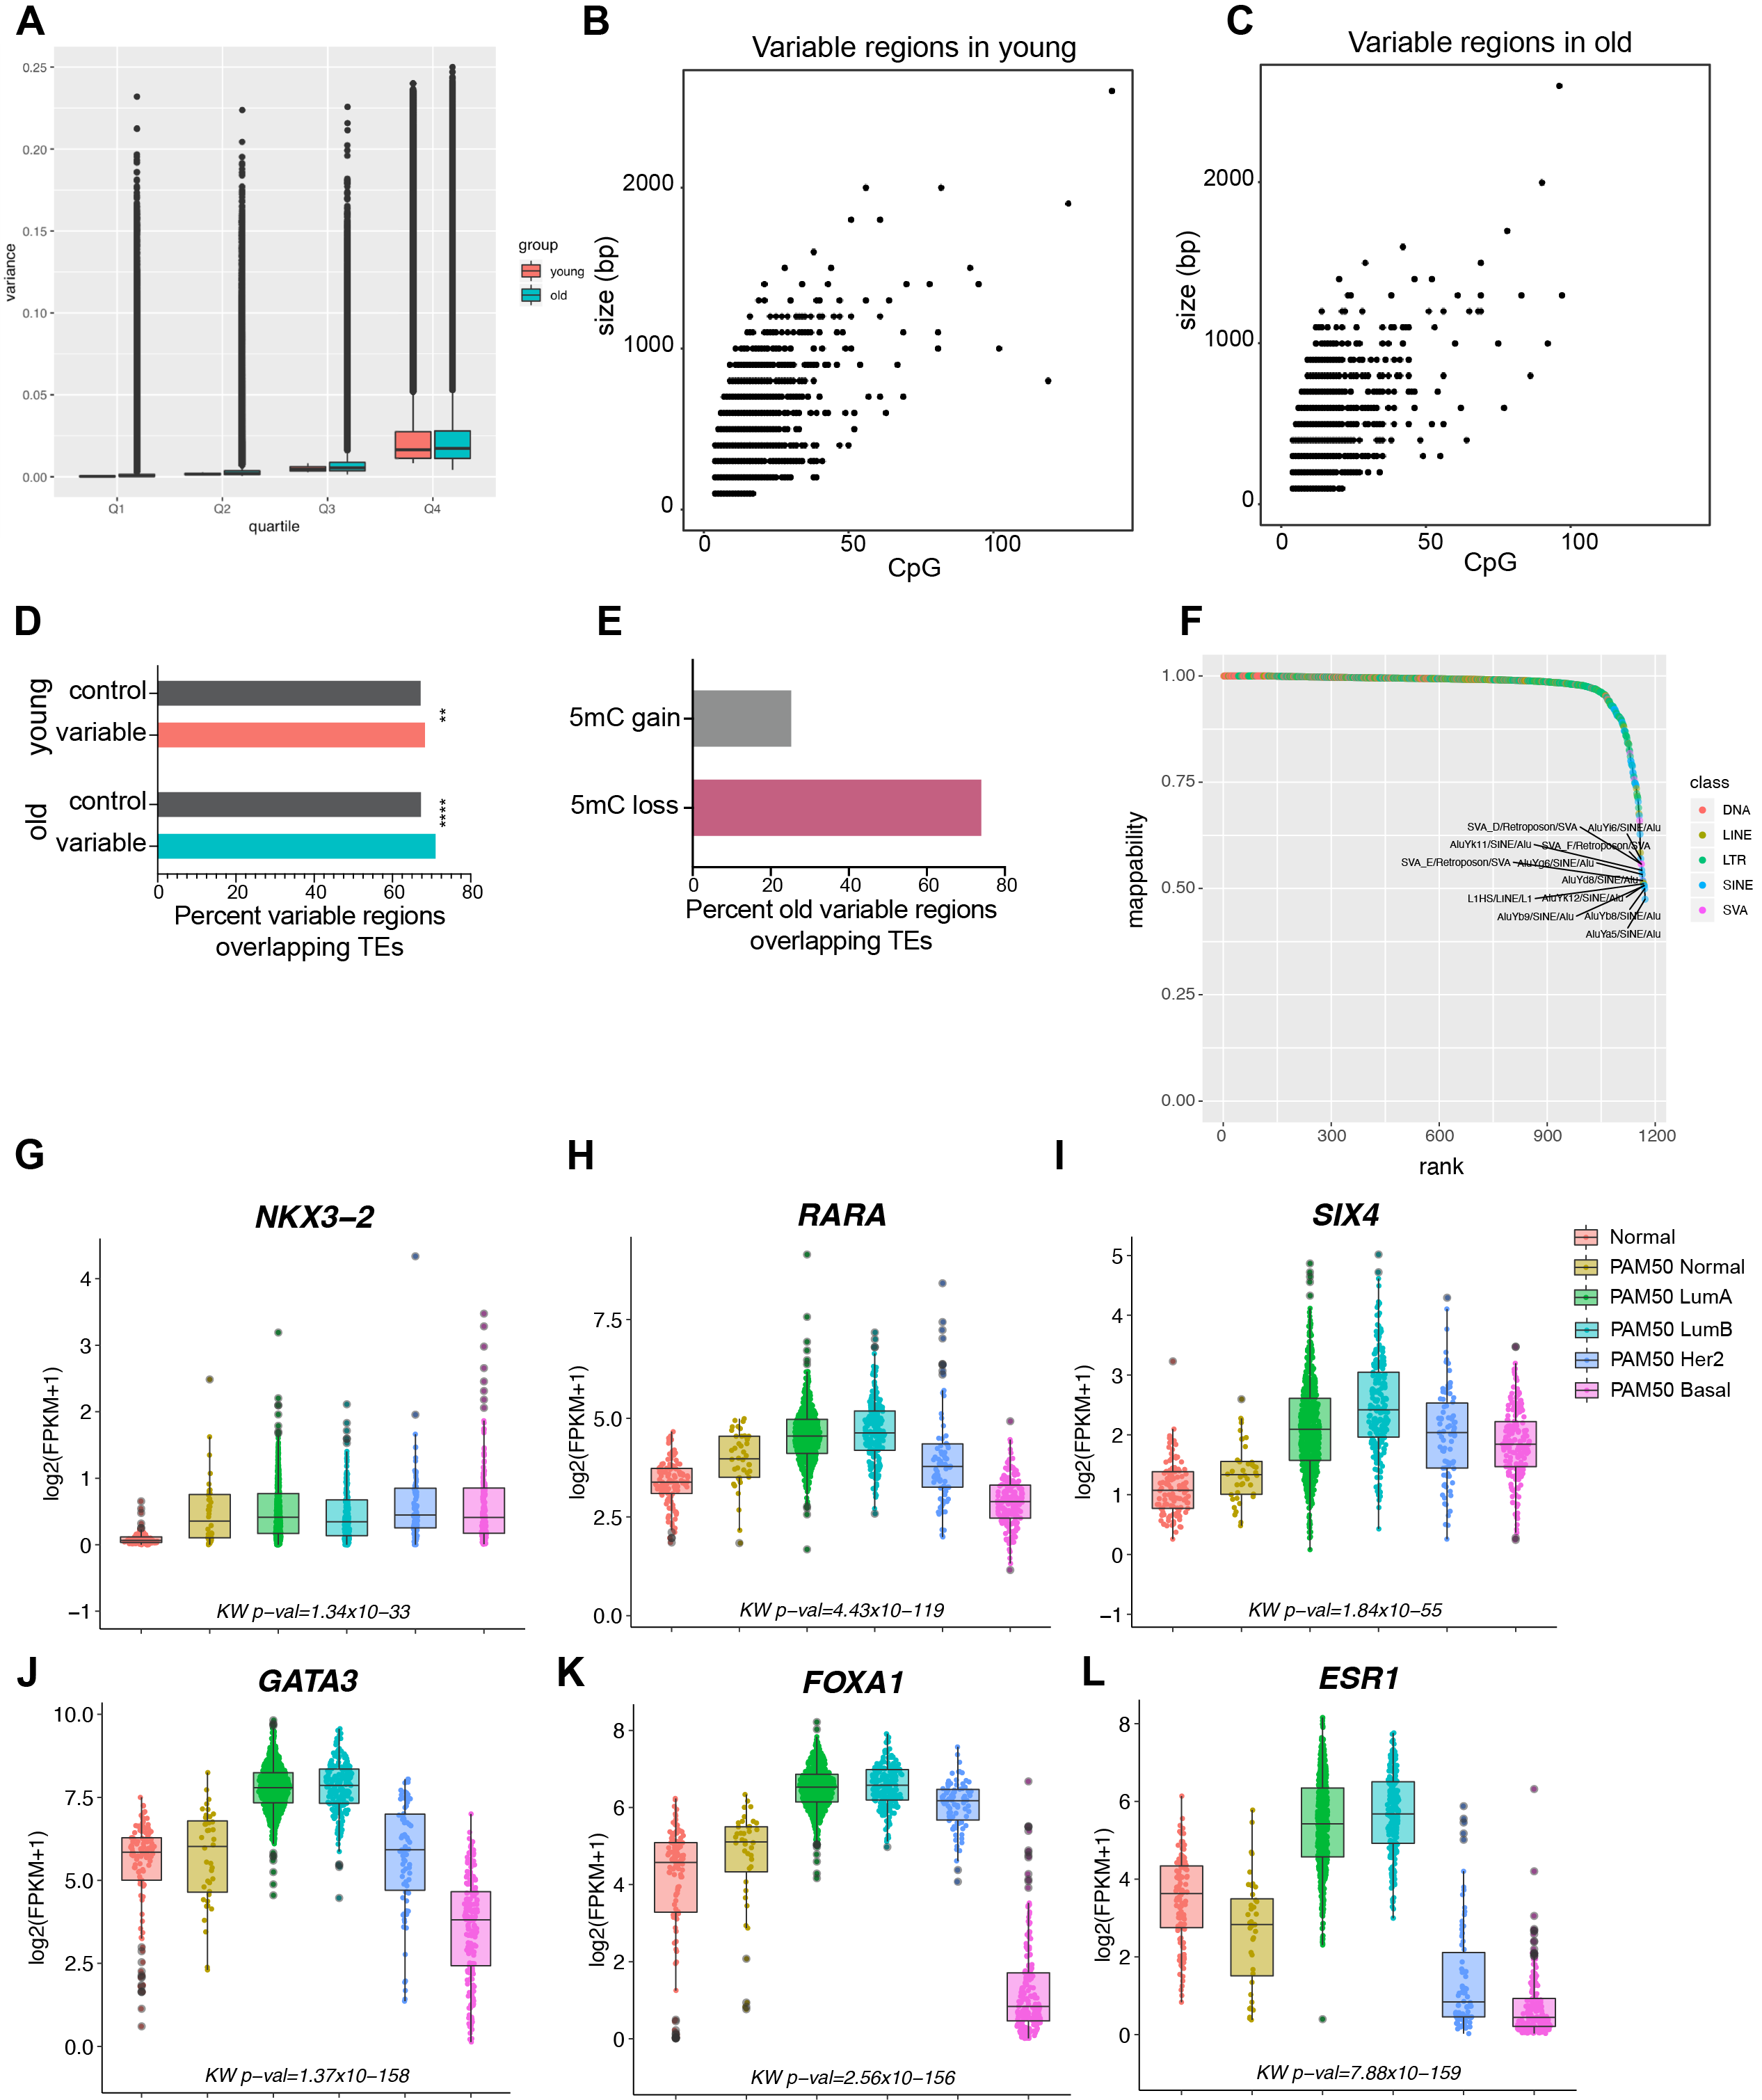 A
0.25
0.20
0.15
0.10
0.05
0.00
variance
Q1 Q2 Q3 Q4
quartile
group
young
old
B
Variable regions in young
2000
1000
0
size (bp)
0 50 100
CpG
C
Variable regions in old
2000
1000
0
size (bp)
0 50 100
CpG
D
young
control
variable
**
old
control
variable
****
0 20 40 60 80
Percent variable regions
overlapping TEs
E
5mC gain
5mC loss
0 20 40 60 80
Percent old variable regions
overlapping TEs
F
1.00
0.75
0.50
0.25
0.00
mappability
SVA_D/Retroposon/SVA
AluYi6/SINE/Alu
AluYk11/SINE/Alu
SVA_F/Retroposon/SVA
SVA_E/Retroposon/SVA
AluYg6/SINE/Alu
AluYd8/SINE/Alu
L1HS/LINE/L1
AluYk12/SINE/Alu
AluYb9/SINE/Alu
AluYb8/SINE/Alu
AluYa5/SINE/Alu
0 300 600 900 1200
rank
class
DNA
LINE
LTR
SINE
SVA
G
NKX3−2
4
3
2
1
0
−1
log2(FPKM+1)
KW p−val=1.34x10−33
H
RARA
7.5
5.0
2.5
0.0
log2(FPKM+1)
KW p−val=4.43x10−119
I
SIX4
5
4
3
2
1
0
−1
log2(FPKM+1)
KW p−val=1.84x10−55
Normal
PAM50 Normal
PAM50 LumA
PAM50 LumB
PAM50 Her2
PAM50 Basal
J
GATA3
10.0
7.5
5.0
2.5
0.0
log2(FPKM+1)
KW p−val=1.37x10−158
K
FOXA1
8
6
4
2
0
log2(FPKM+1)
KW p−val=2.56x10−156
L
ESR1
8
6
4
2
0
log2(FPKM+1)
KW p−val=7.88x10−159